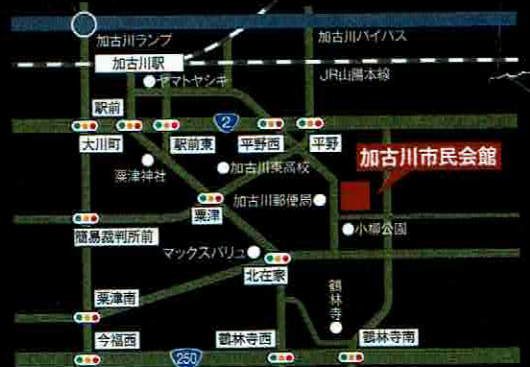 加古川ランプ
加古川バイパス
加古川駅
JR山陽本線
ヤマトヤシキ
駅前
2
大川町
駅前東
平野西
平野
加古川市民会館
粟津神社
加古川東高校
加古川郵便局
粟津
簡易裁判所前
小柳公園
マックスバリュ
北在家
粟津南
鶴林寺
今福西
250
鶴林寺西
鶴林寺南